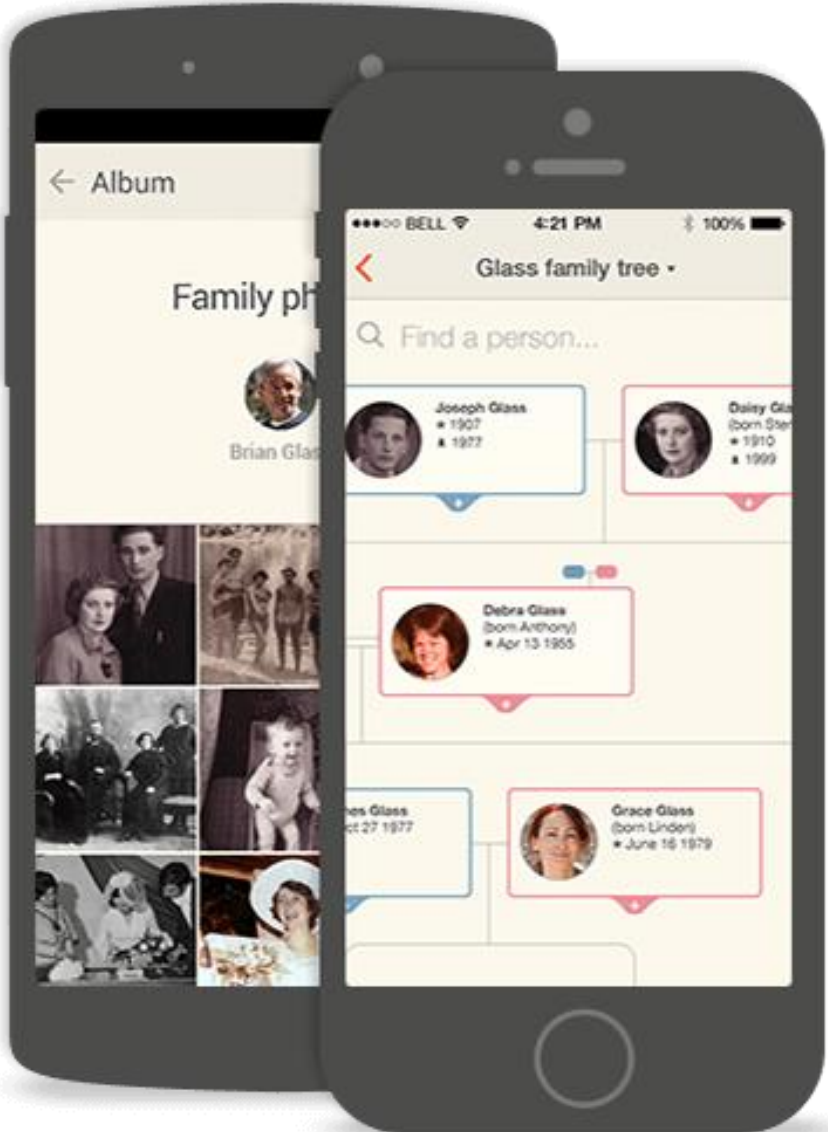 Album
Family ph
Brian Glas
BELL
4:21 PM
100%
Glass family tree
Find a person...
Joseph Glass
1907
1977
Daisy Gla
(born Ster
1910
1999
Debra Glass
(born Anthony)
Apr 13 1955
nes Glass
ct 27 1977
Grace Glass
(born Linden)
June 16 1979